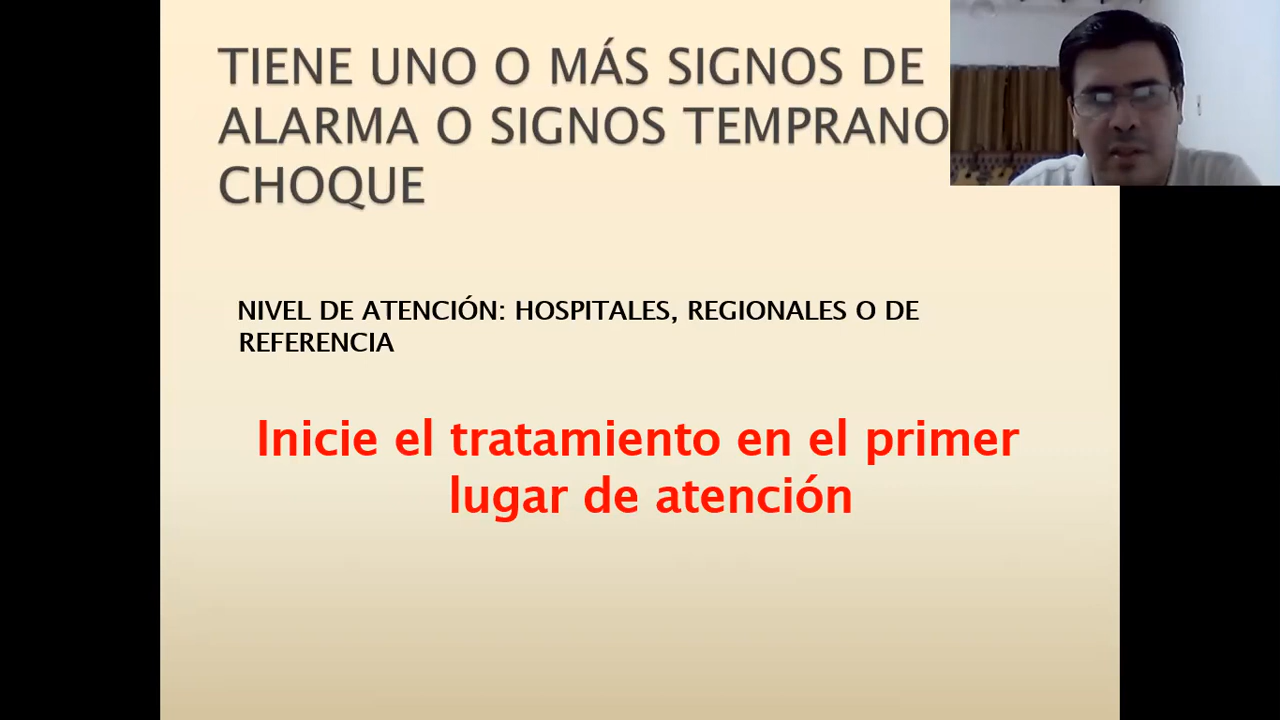 TIENE UNO O MÁS SIGNOS DE
ALARMA O SIGNOS TEMPRANO
CHOQUE
NIVEL DE ATENCIÓN: HOSPITALES, REGIONALES O DE
REFERENCIA
Inicie el tratamiento en el primer
lugar de atención